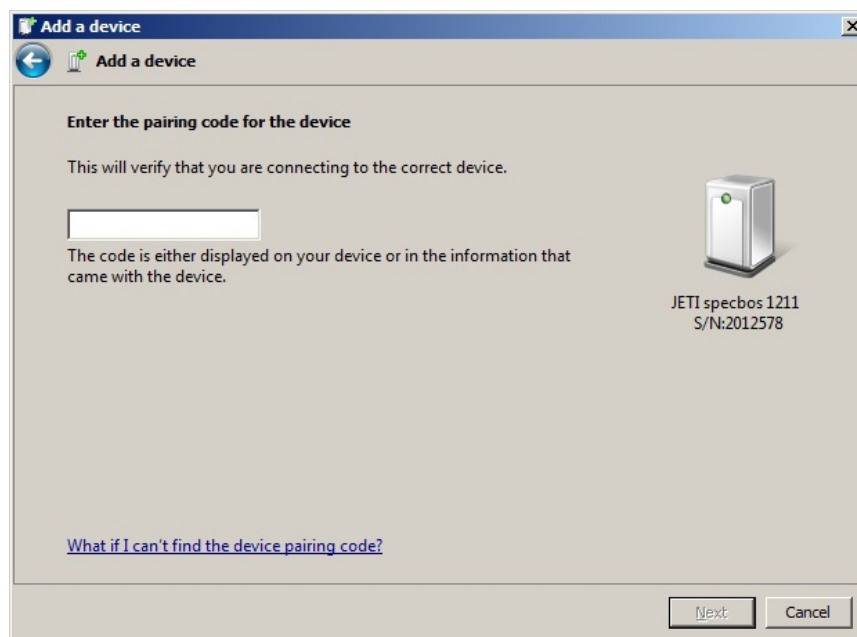 Add a device
Add a device
Enter the pairing code for the device
This will verify that you are connecting to the correct device.
The code is either displayed on your device or in the information that
came with the device.
JETI specbos 1211
S/N:2012578
What if I can't find the device pairing code?
Next
Cancel